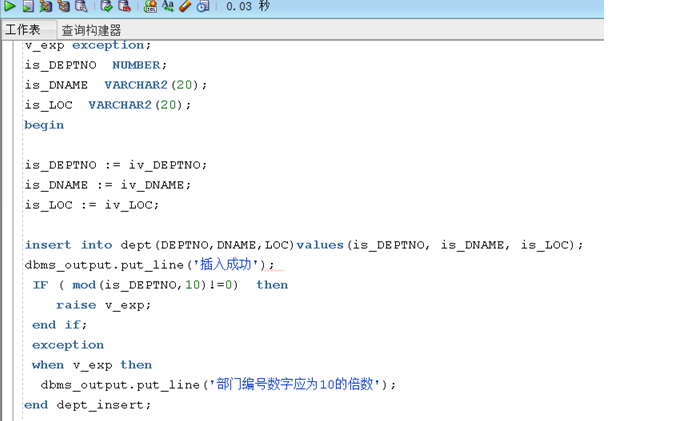 0.03 秒
工作表 查询构建器
v_exp exception;
is_DEPTNO  NUMBER;
is_DNAME  VARCHAR2(20);
is_LOC  VARCHAR2(20);
begin
is_DEPTNO := iv_DEPTNO;
is_DNAME := iv_DNAME;
is_LOC := iv_LOC;
insert into dept(DEPTNO,DNAME,LOC)values(is_DEPTNO, is_DNAME, is_LOC);
dbms_output.put_line('插入成功');
IF ( mod(is_DEPTNO,10)!=0)  then
raise v_exp;
end if;
exception
when v_exp then
dbms_output.put_line('部门编号数字应为10的倍数');
end dept_insert;